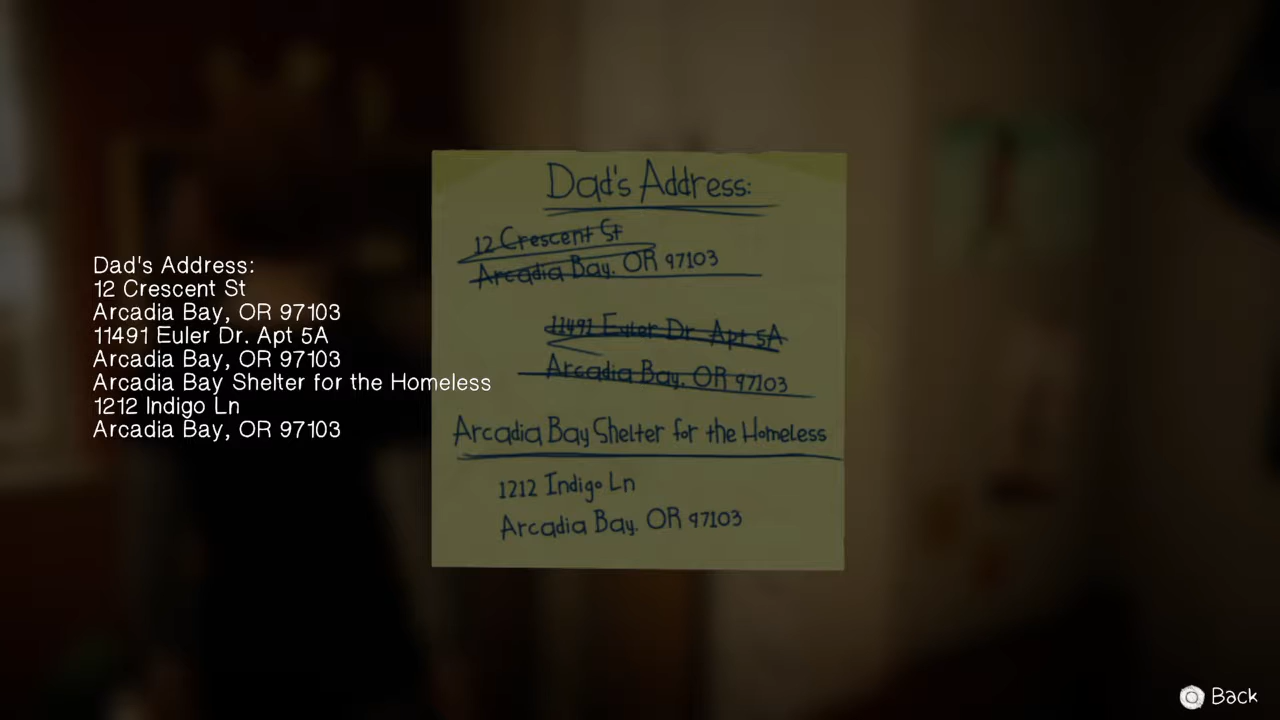 Dad's Address:
12 Crescent St
Arcadia Bay, OR 97103
11491 Euler Dr. Apt 5A
Arcadia Bay, OR 97103
Arcadia Bay Shelter for the Homeless
1212 Indigo Ln
Arcadia Bay, OR 97103
Dad's Address:
12 Crescent St
Arcadia Bay, OR 97103
11491 Euler Dr. Apt 5A
Arcadia Bay, OR 97103
Arcadia Bay Shelter for the Homeless
1212 Indigo Ln
Arcadia Bay, OR 97103
Back